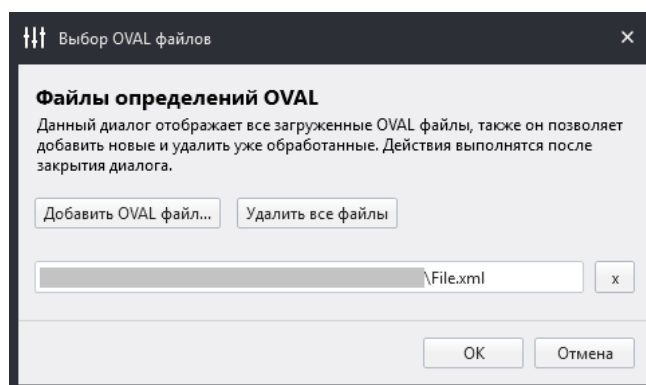 Выбор OVAL файлов
Файлы определений OVAL
Данный диалог отображает все загруженные OVAL файлы, также он позволяет
добавить новые и удалить уже обработанные. Действия выполнятся после
закрытия диалога.
Добавить OVAL файл... Удалить все файлы
\File.xml x
OK Отмена